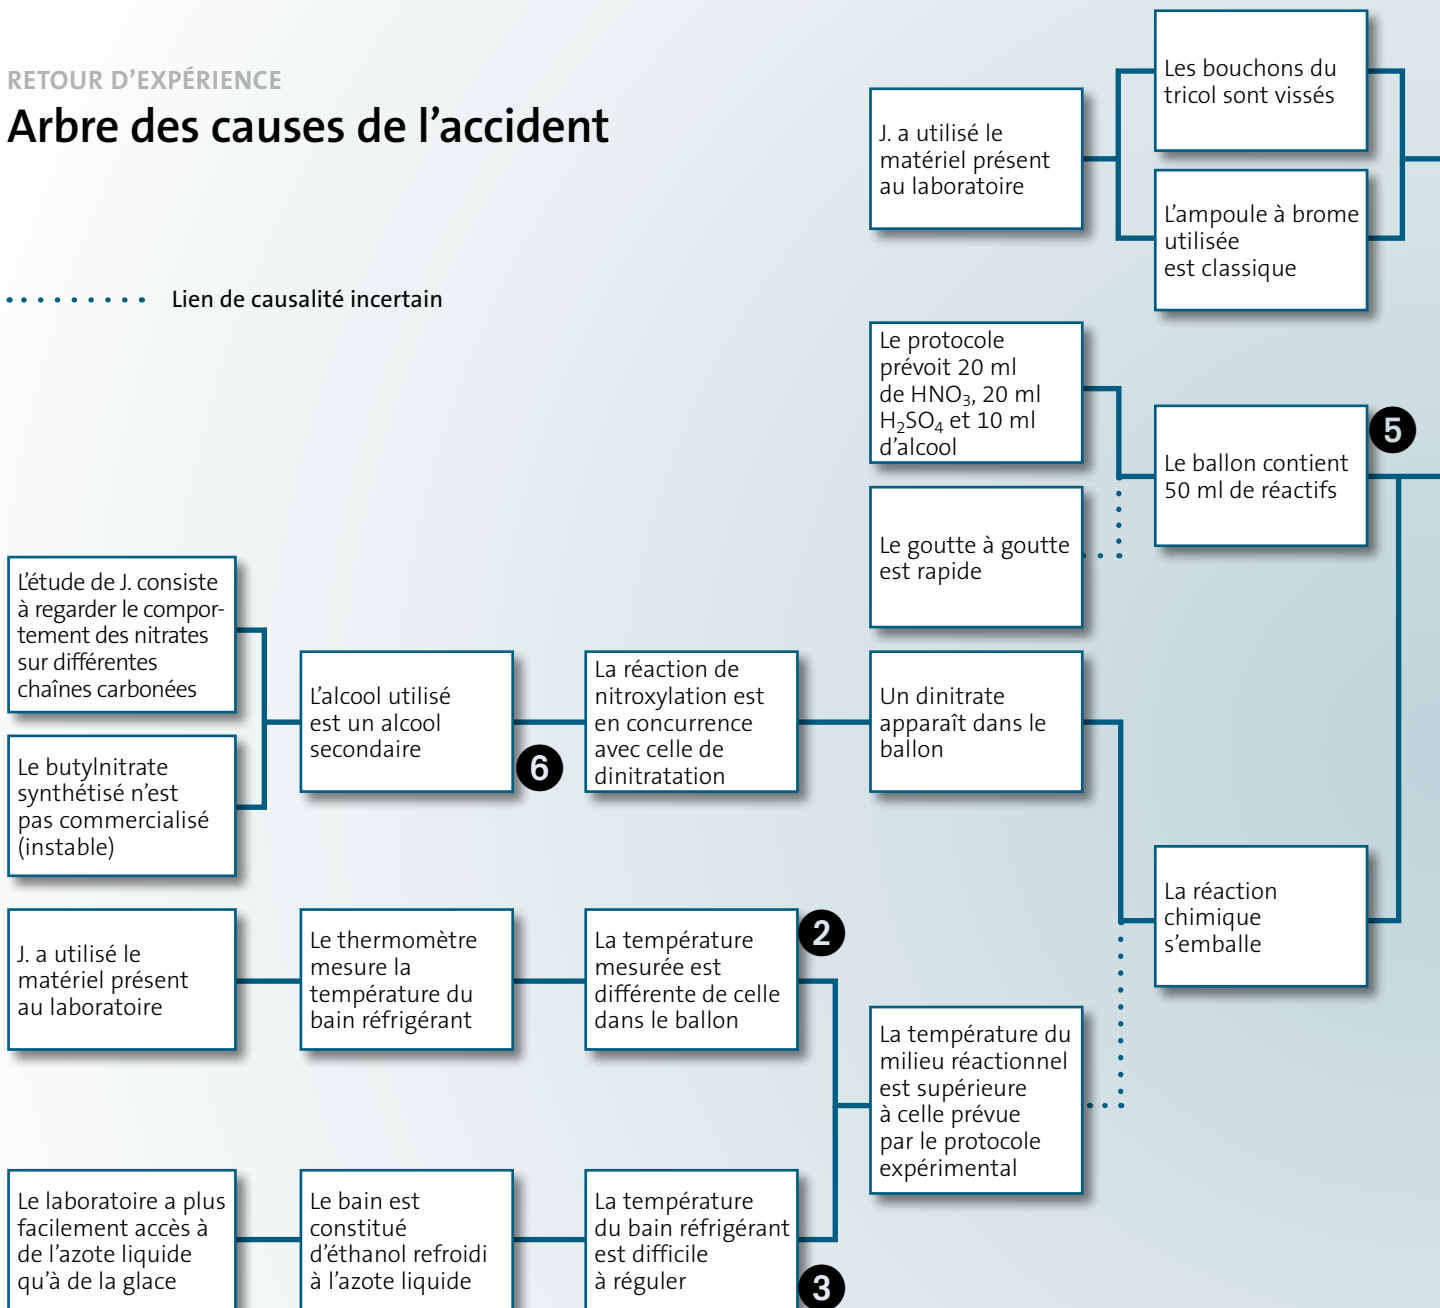 RETOUR D’EXPÉRIENCE
Arbre des causes de l’accident
Lien de causalité incertain
J. a utilisé le
matériel présent
au laboratoire
Les bouchons du
tricol sont vissés
L’ampoule à brome
utilisée
est classique
Le protocole
prévoit 20 ml
de HNO₃, 20 ml
H₂SO₄ et 10 ml
d’alcool
Le goutte à goutte
est rapide
Le ballon contient
50 ml de réactifs
5
L’étude de J. consiste
à regarder le compor-
tement des nitrates
sur différentes
chaînes carbonées
Le butylnitrate
synthétisé n’est
pas commercialisé
(instable)
L’alcool utilisé
est un alcool
secondaire
6
La réaction de
nitroxylation est
en concurrence
avec celle de
dinitratation
Un dinitrate
apparaît dans le
ballon
La réaction
chimique
s’emballe
J. a utilisé le
matériel présent
au laboratoire
Le thermomètre
mesure la
température du
bain réfrigérant
La température
mesurée est
différente de celle
dans le ballon
2
La température du
milieu réactionnel
est supérieure
à celle prévue
par le protocole
expérimental
Le laboratoire a plus
facilement accès à
de l’azote liquide
qu’à de la glace
Le bain est
constitué
d’éthanol refroidi
à l’azote liquide
La température
du bain réfrigérant
est difficile
à réguler
3